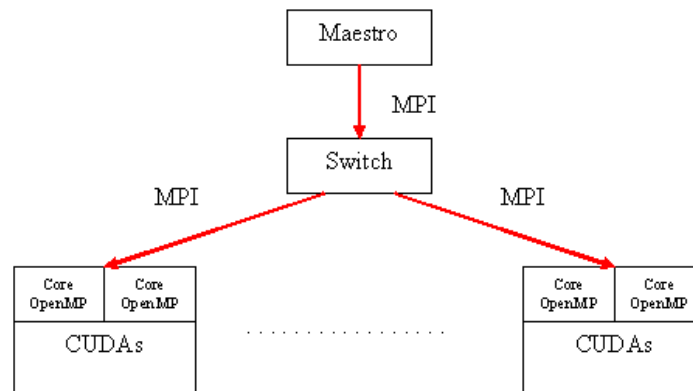 Maestro
MPI
Switch
MPI
MPI
Core
OpenMP
Core
OpenMP
CUDAs
Core
OpenMP
Core
OpenMP
CUDAs